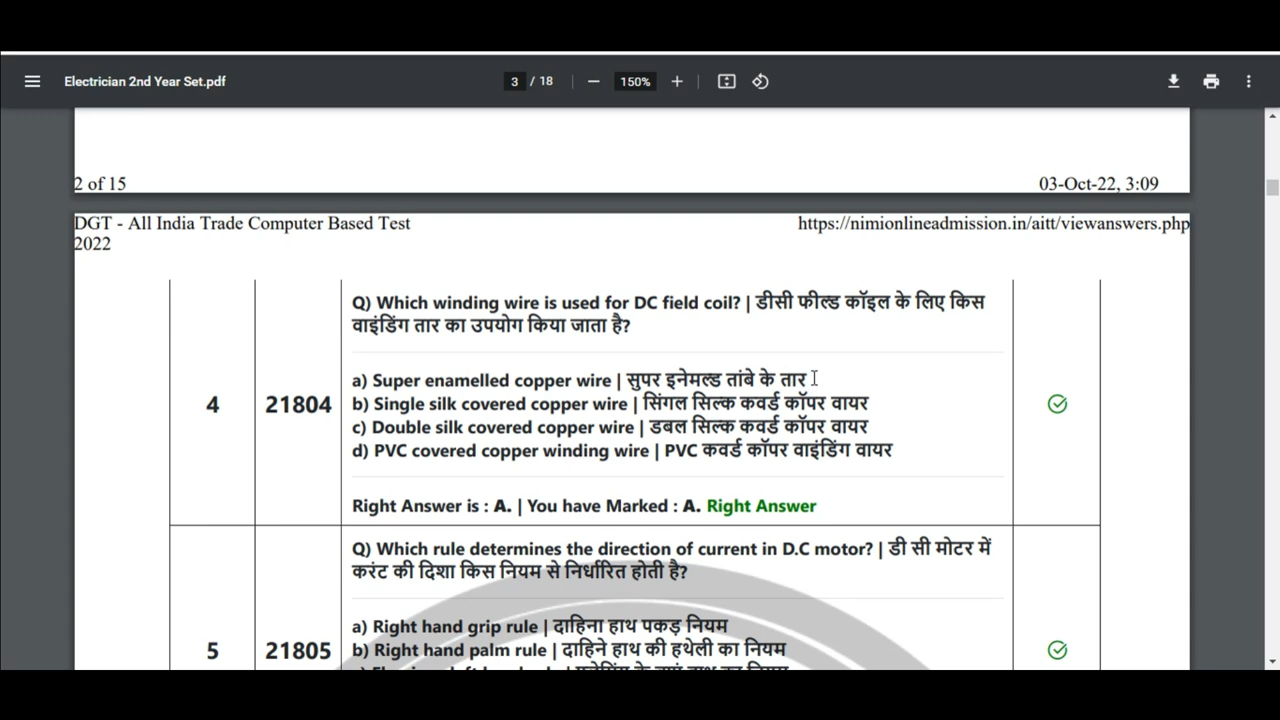 Electrician 2nd Year Set.pdf
3 / 18
150%
2 of 15
03-Oct-22, 3:09
DGT - All India Trade Computer Based Test 2022
https://nimionlineadmission.in/aitt/viewanswers.php
4
21804
Q) Which winding wire is used for DC field coil? | डीसी फील्ड कॉइल के लिए किस
वाइंडिंग तार का उपयोग किया जाता है?
a) Super enamelled copper wire | सुपर इनेमल्ड तांबे के तार
b) Single silk covered copper wire | सिंगल सिल्क कवर्ड कॉपर वायर
c) Double silk covered copper wire | डबल सिल्क कवर्ड कॉपर वायर
d) PVC covered copper winding wire | PVC कवर्ड कॉपर वाइंडिंग वायर
Right Answer is : A. | You have Marked : A. Right Answer
5
21805
Q) Which rule determines the direction of current in D.C motor? | डी सी मोटर में
करंट की दिशा किस नियम से निर्धारित होती है?
a) Right hand grip rule | दाहिना हाथ पकड़ नियम
b) Right hand palm rule | दाहिने हाथ की हथेली का नियम